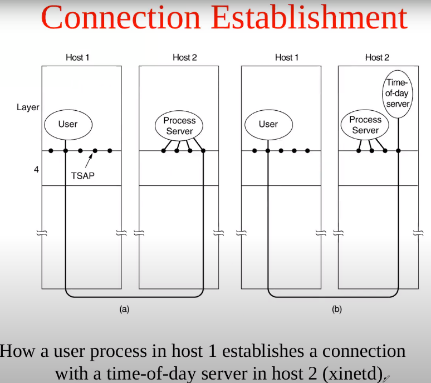 Connection Establishment
Host 1
Host 2
Host 1
Host 2
Time-
of-day
server
Layer
User
Process
Server
User
Process
Server
4
TSAP
(a)
(b)
How a user process in host 1 establishes a connection
with a time-of-day server in host 2 (xinetd).